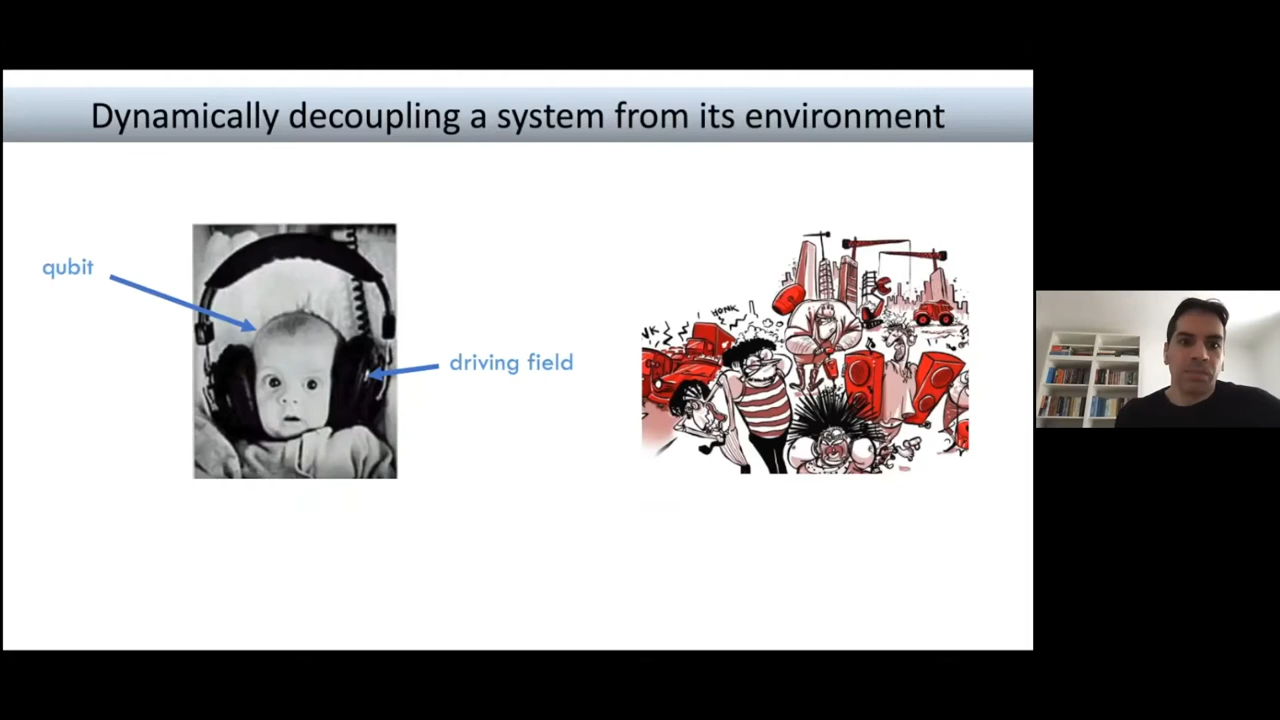 Dynamically decoupling a system from its environment
qubit
driving field
HONK